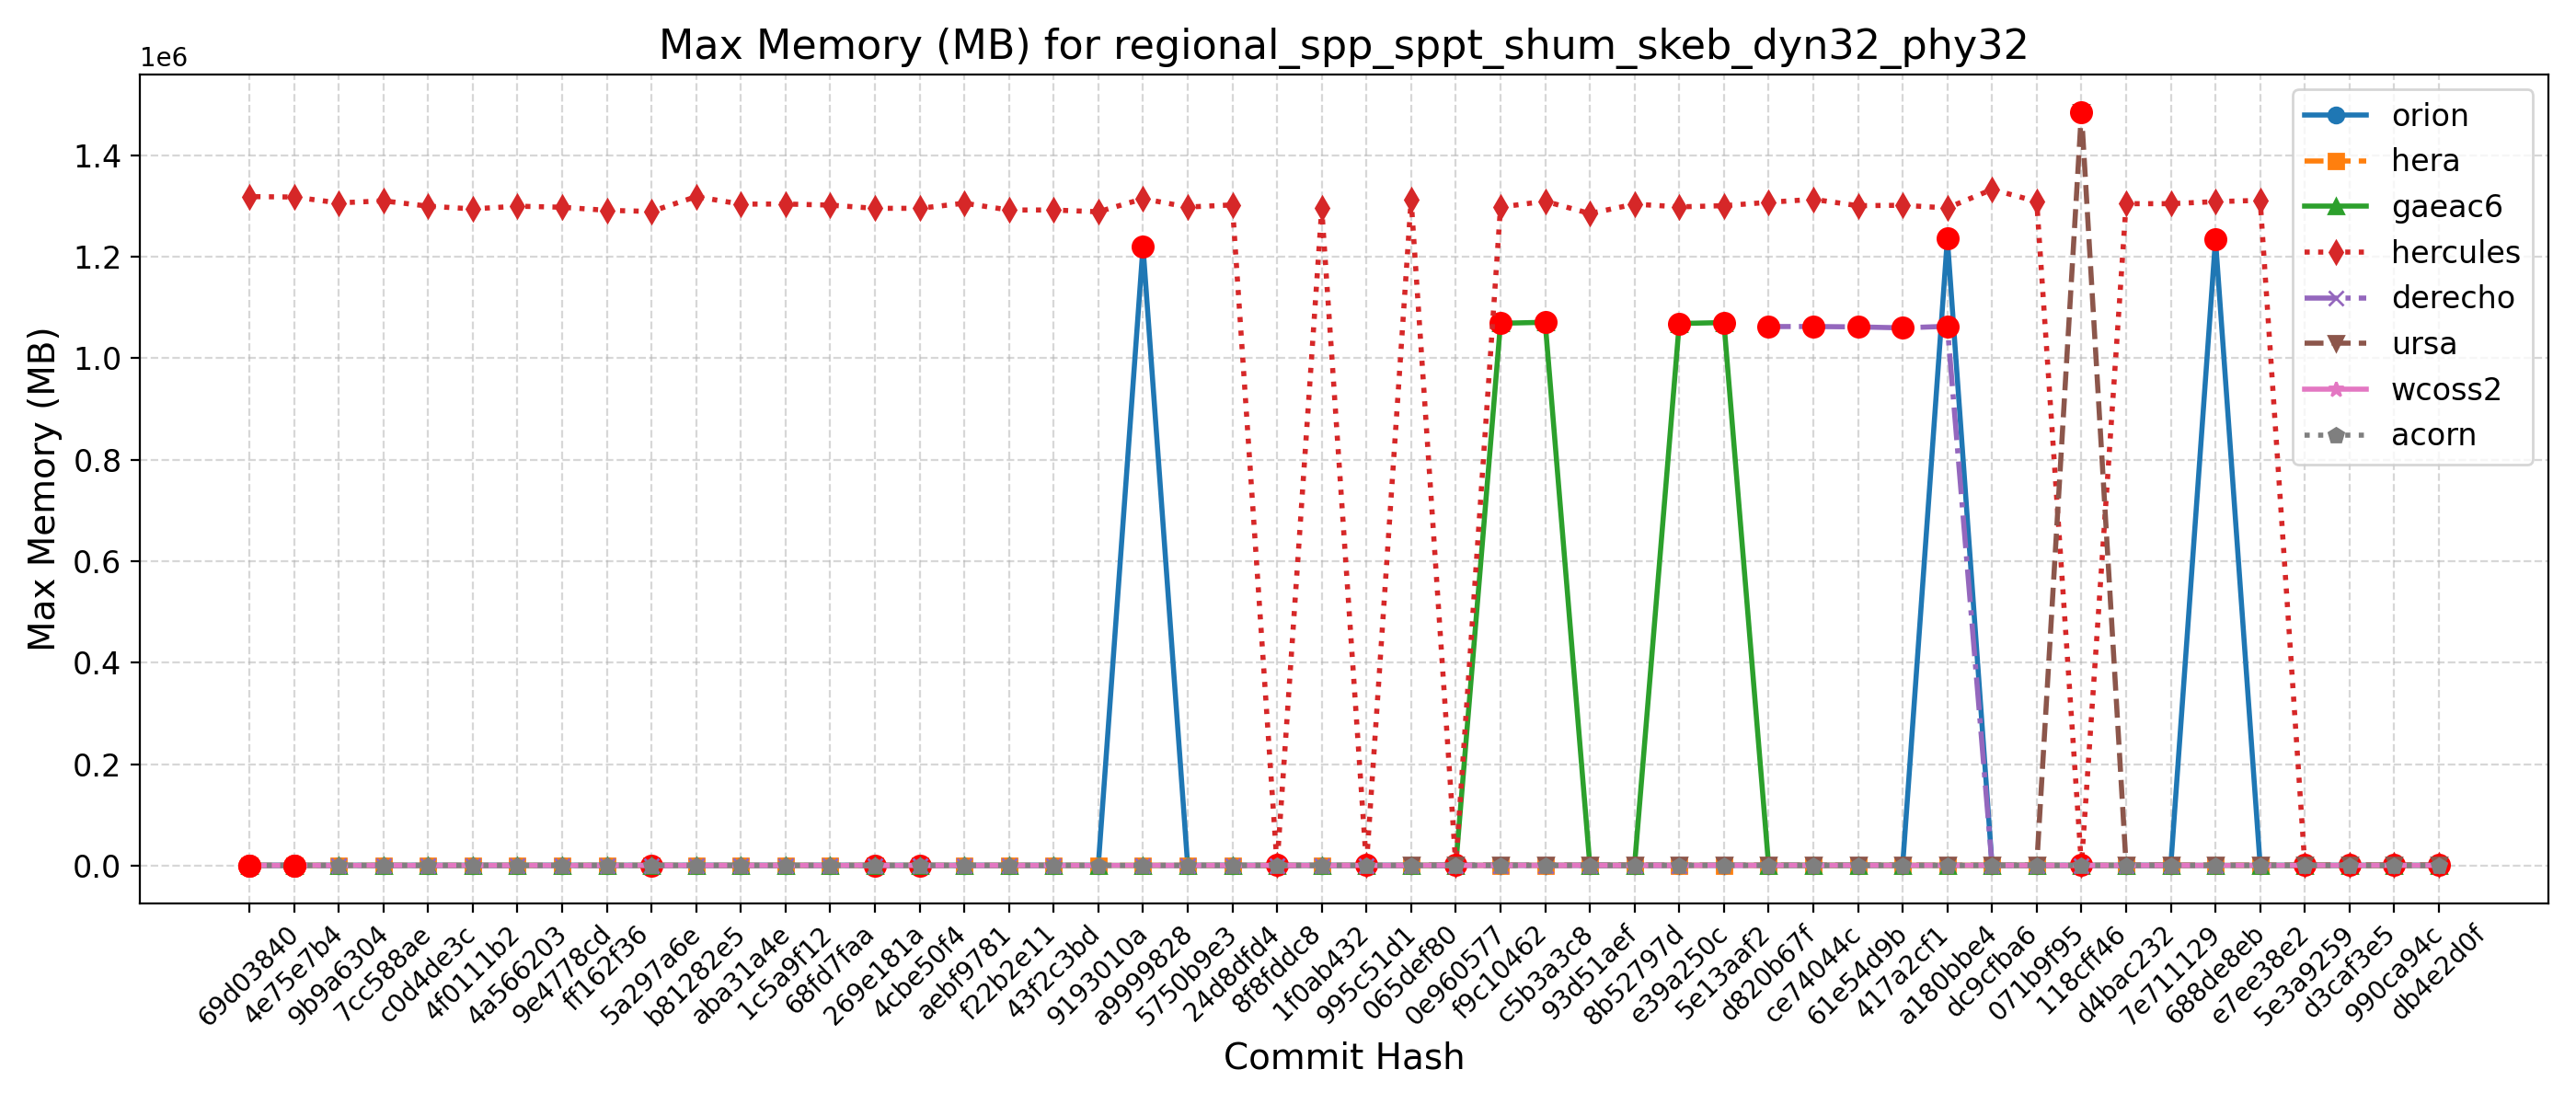 Max Memory (MB) for regional_spp_sppt_shum_skeb_dyn32_phy32
1e6
1.4
1.2
1.0
0.8
0.6
0.4
0.2
0.0
Max Memory (MB)
orion
hera
gaeac6
hercules
derecho
ursa
wcoss2
acorn
69d03840
4e75e7b4
9b9a6304
7cc588ae
c0d4de3c
4f0111b2
4a566203
9e4778cd
ff162f36
5a297a6e
b81282e5
aba31a4e
1c5a9f12
68fd7faa
269e181a
4cbe50f4
aebf9781
f22b2e11
43f2c3bd
9193010a
a9999828
5750b9e3
24d8dfd4
8f8fddc8
1f0ab432
995c51d1
065def80
0e960577
f9c10462
c5b3a3c8
93d51aef
8b52797d
e39a250c
5e13aaf2
d820b67f
ce74044c
61e54d9b
417a2cf1
a180bbe4
dc9cfba6
071b9f95
118cff46
d4bac232
7e711129
688de8eb
e7ee38e2
5e3a9259
d3caf3e5
990ca94c
db4e2d0f
Commit Hash